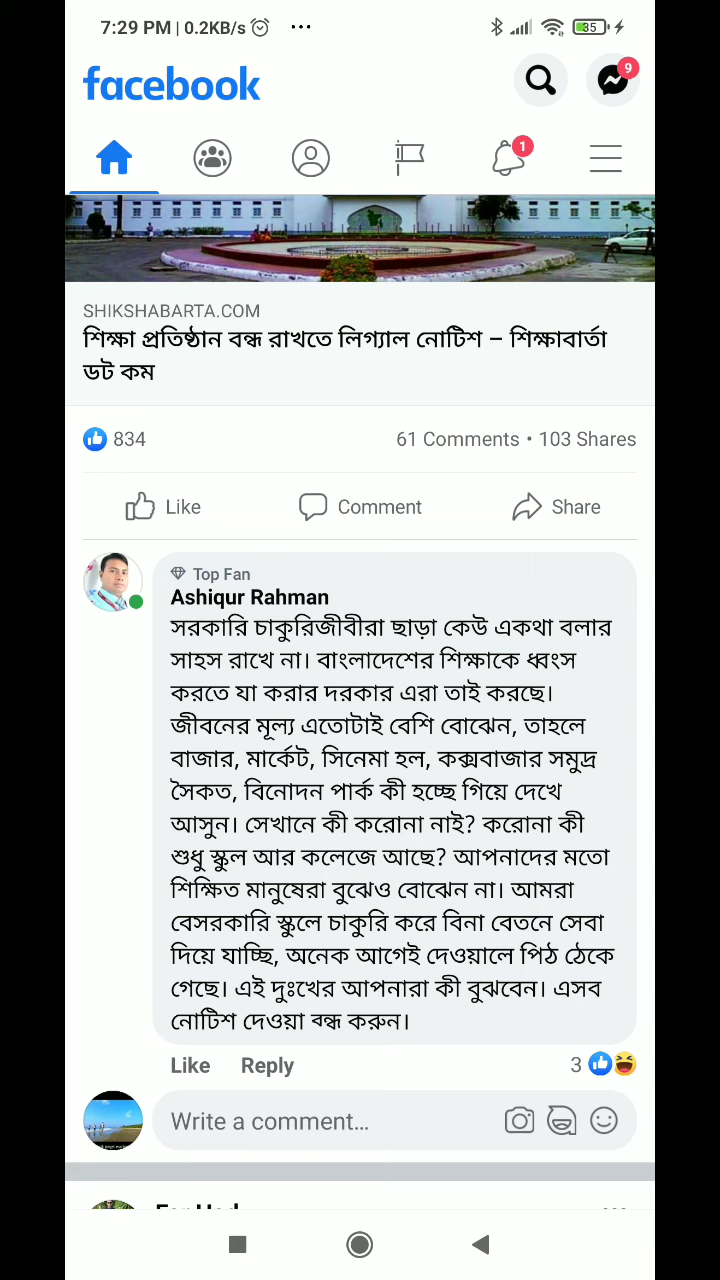 7:29 PM | 0.2KB/s
35
facebook
9
1
SHIKSHABARTA.COM
শিক্ষা প্রতিষ্ঠান বন্ধ রাখতে লিগ্যাল নোটিশ – শিক্ষাবার্তা
ডট কম
834
61 Comments • 103 Shares
Like
Comment
Share
Top Fan
Ashiqur Rahman
সরকারি চাকুরিজীবীরা ছাড়া কেউ একথা বলার
সাহস রাখে না। বাংলাদেশের শিক্ষাকে ধ্বংস
করতে যা করার দরকার এরা তাই করছে।
জীবনের মূল্য এতোটাই বেশি বোঝেন, তাহলে
বাজার, মার্কেট, সিনেমা হল, কক্সবাজার সমুদ্র
সৈকত, বিনোদন পার্ক কী হচ্ছে গিয়ে দেখে
আসুন। সেখানে কী করোনা নাই? করোনা কী
শুধু স্কুল আর কলেজে আছে? আপনাদের মতো
শিক্ষিত মানুষেরা বুঝেও বোঝেন না। আমরা
বেসরকারি স্কুলে চাকুরি করে বিনা বেতনে সেবা
দিয়ে যাচ্ছি, অনেক আগেই দেওয়ালে পিঠ ঠেকে
গেছে। এই দুঃখের আপনারা কী বুঝবেন। এসব
নোটিশ দেওয়া বন্ধ করুন।
Like Reply
3
Write a comment...